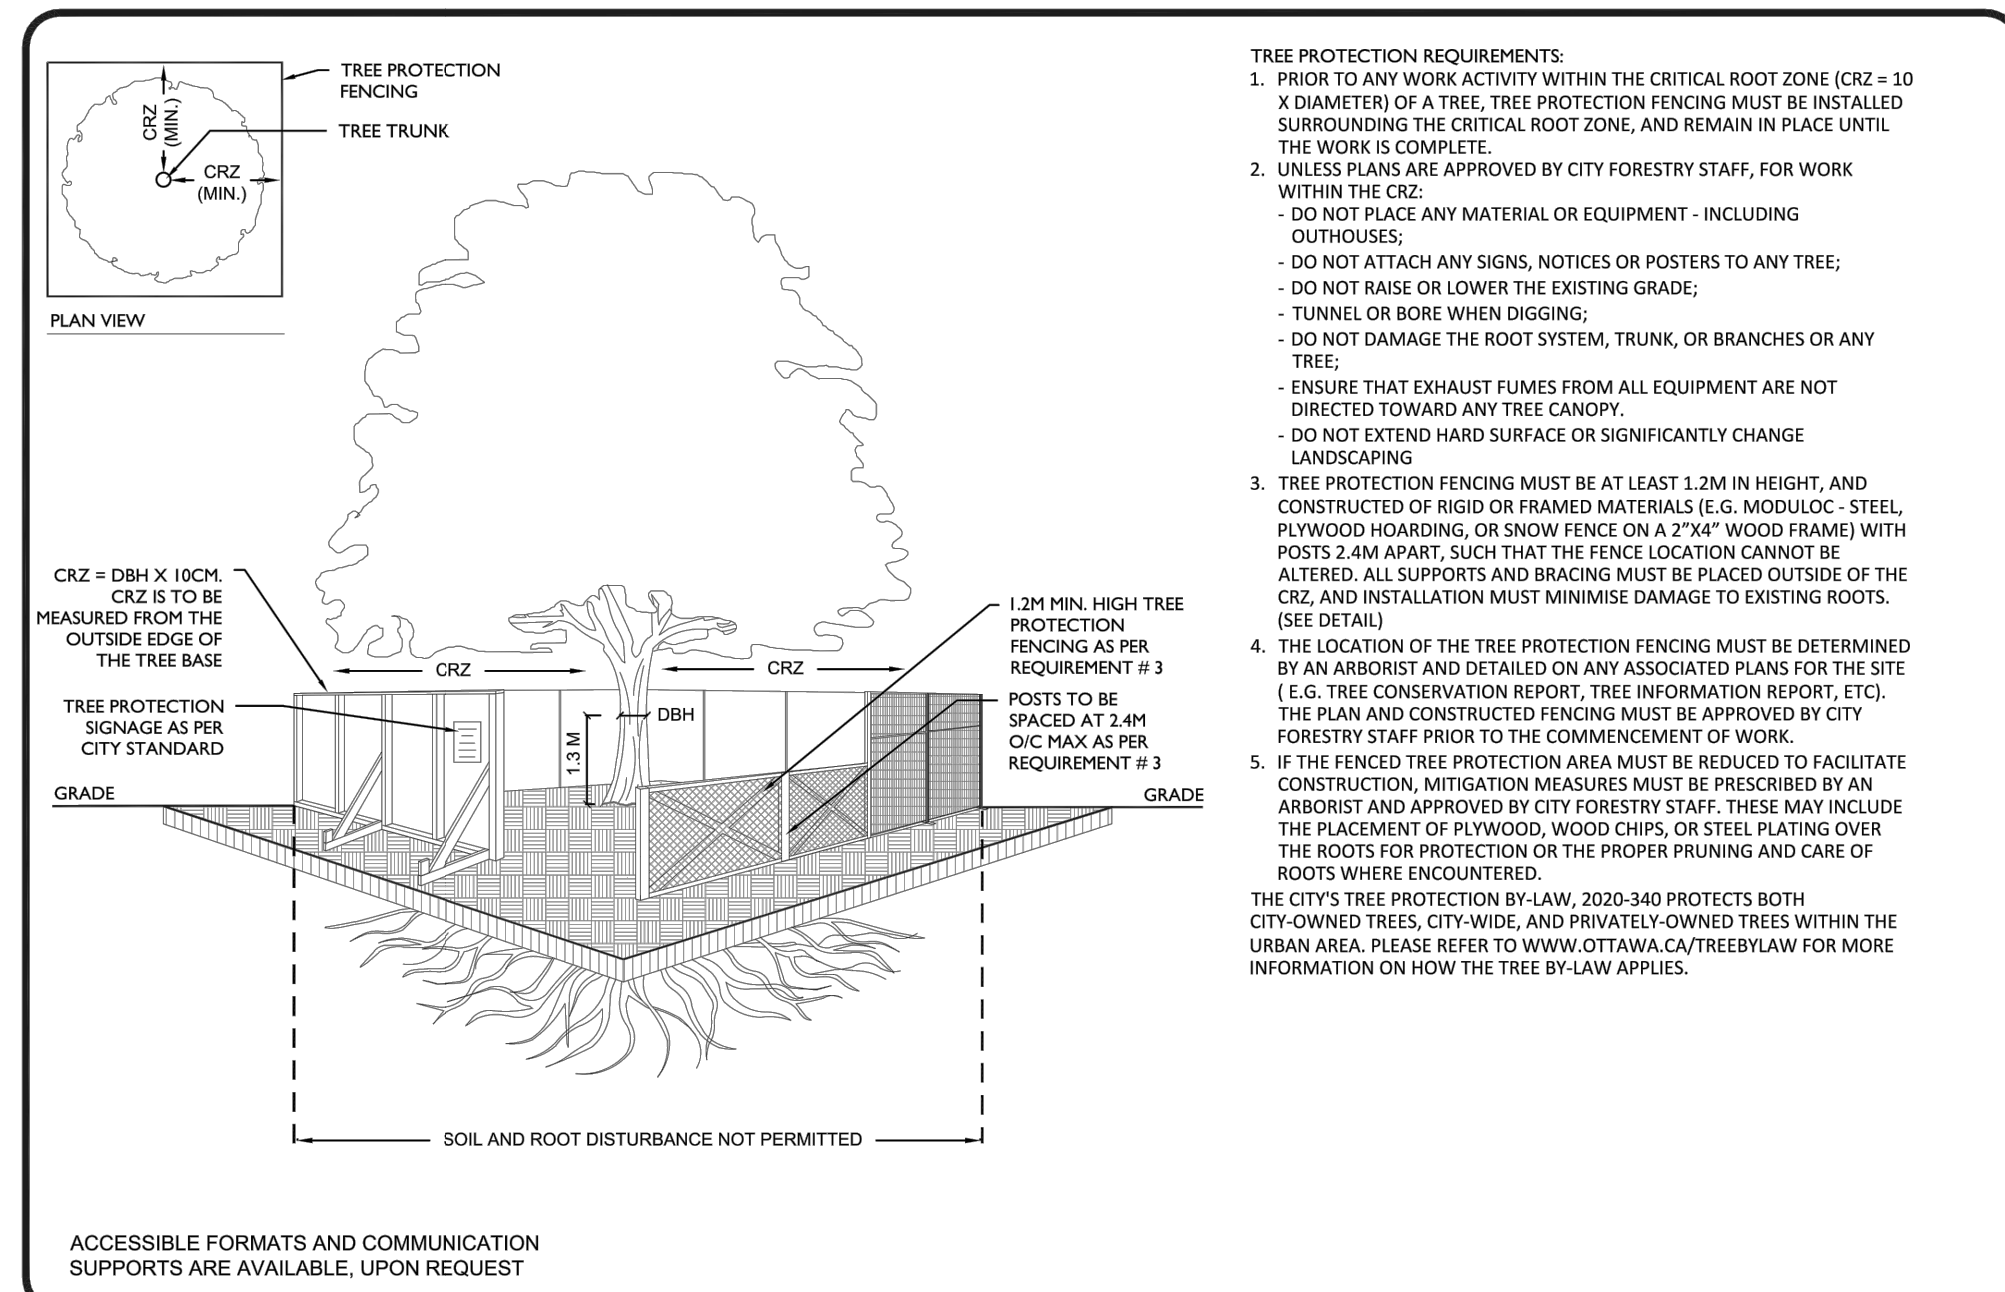 TREE PROTECTION
FENCING
TREE TRUNK
CRZ
(MIN.)
CRZ
(MIN.)
PLAN VIEW
CRZ = DBH X 10CM.
CRZ IS TO BE
MEASURED FROM THE
OUTSIDE EDGE OF
THE TREE BASE
TREE PROTECTION
SIGNAGE AS PER
CITY STANDARD
GRADE
CRZ
CRZ
DBH
1.3 M
1.2M MIN. HIGH TREE
PROTECTION
FENCING AS PER
REQUIREMENT # 3
POSTS TO BE
SPACED AT 2.4M
O/C MAX AS PER
REQUIREMENT # 3
GRADE
SOIL AND ROOT DISTURBANCE NOT PERMITTED
ACCESSIBLE FORMATS AND COMMUNICATION
SUPPORTS ARE AVAILABLE, UPON REQUEST
TREE PROTECTION REQUIREMENTS:
1. PRIOR TO ANY WORK ACTIVITY WITHIN THE CRITICAL ROOT ZONE (CRZ = 10
X DIAMETER) OF A TREE, TREE PROTECTION FENCING MUST BE INSTALLED
SURROUNDING THE CRITICAL ROOT ZONE, AND REMAIN IN PLACE UNTIL
THE WORK IS COMPLETE.
2. UNLESS PLANS ARE APPROVED BY CITY FORESTRY STAFF, FOR WORK
WITHIN THE CRZ:
- DO NOT PLACE ANY MATERIAL OR EQUIPMENT - INCLUDING
OUTHOUSES;
- DO NOT ATTACH ANY SIGNS, NOTICES OR POSTERS TO ANY TREE;
- DO NOT RAISE OR LOWER THE EXISTING GRADE;
- TUNNEL OR BORE WHEN DIGGING;
- DO NOT DAMAGE THE ROOT SYSTEM, TRUNK, OR BRANCHES OR ANY
TREE;
- ENSURE THAT EXHAUST FUMES FROM ALL EQUIPMENT ARE NOT
DIRECTED TOWARD ANY TREE CANOPY.
- DO NOT EXTEND HARD SURFACE OR SIGNIFICANTLY CHANGE
LANDSCAPING
3. TREE PROTECTION FENCING MUST BE AT LEAST 1.2M IN HEIGHT, AND
CONSTRUCTED OF RIGID OR FRAMED MATERIALS (E.G. MODULOC - STEEL,
PLYWOOD HOARDING, OR SNOW FENCE ON A 2”X4” WOOD FRAME) WITH
POSTS 2.4M APART, SUCH THAT THE FENCE LOCATION CANNOT BE
ALTERED. ALL SUPPORTS AND BRACING MUST BE PLACED OUTSIDE OF THE
CRZ, AND INSTALLATION MUST MINIMISE DAMAGE TO EXISTING ROOTS.
(SEE DETAIL)
4. THE LOCATION OF THE TREE PROTECTION FENCING MUST BE DETERMINED
BY AN ARBORIST AND DETAILED ON ANY ASSOCIATED PLANS FOR THE SITE
( E.G. TREE CONSERVATION REPORT, TREE INFORMATION REPORT, ETC).
THE PLAN AND CONSTRUCTED FENCING MUST BE APPROVED BY CITY
FORESTRY STAFF PRIOR TO THE COMMENCEMENT OF WORK.
5. IF THE FENCED TREE PROTECTION AREA MUST BE REDUCED TO FACILITATE
CONSTRUCTION, MITIGATION MEASURES MUST BE PRESCRIBED BY AN
ARBORIST AND APPROVED BY CITY FORESTRY STAFF. THESE MAY INCLUDE
THE PLACEMENT OF PLYWOOD, WOOD CHIPS, OR STEEL PLATING OVER
THE ROOTS FOR PROTECTION OR THE PROPER PRUNING AND CARE OF
ROOTS WHERE ENCOUNTERED.
THE CITY'S TREE PROTECTION BY-LAW, 2020-340 PROTECTS BOTH
CITY-OWNED TREES, CITY-WIDE, AND PRIVATELY-OWNED TREES WITHIN THE
URBAN AREA. PLEASE REFER TO WWW.OTTAWA.CA/TREEBYLAW FOR MORE
INFORMATION ON HOW THE TREE BY-LAW APPLIES.